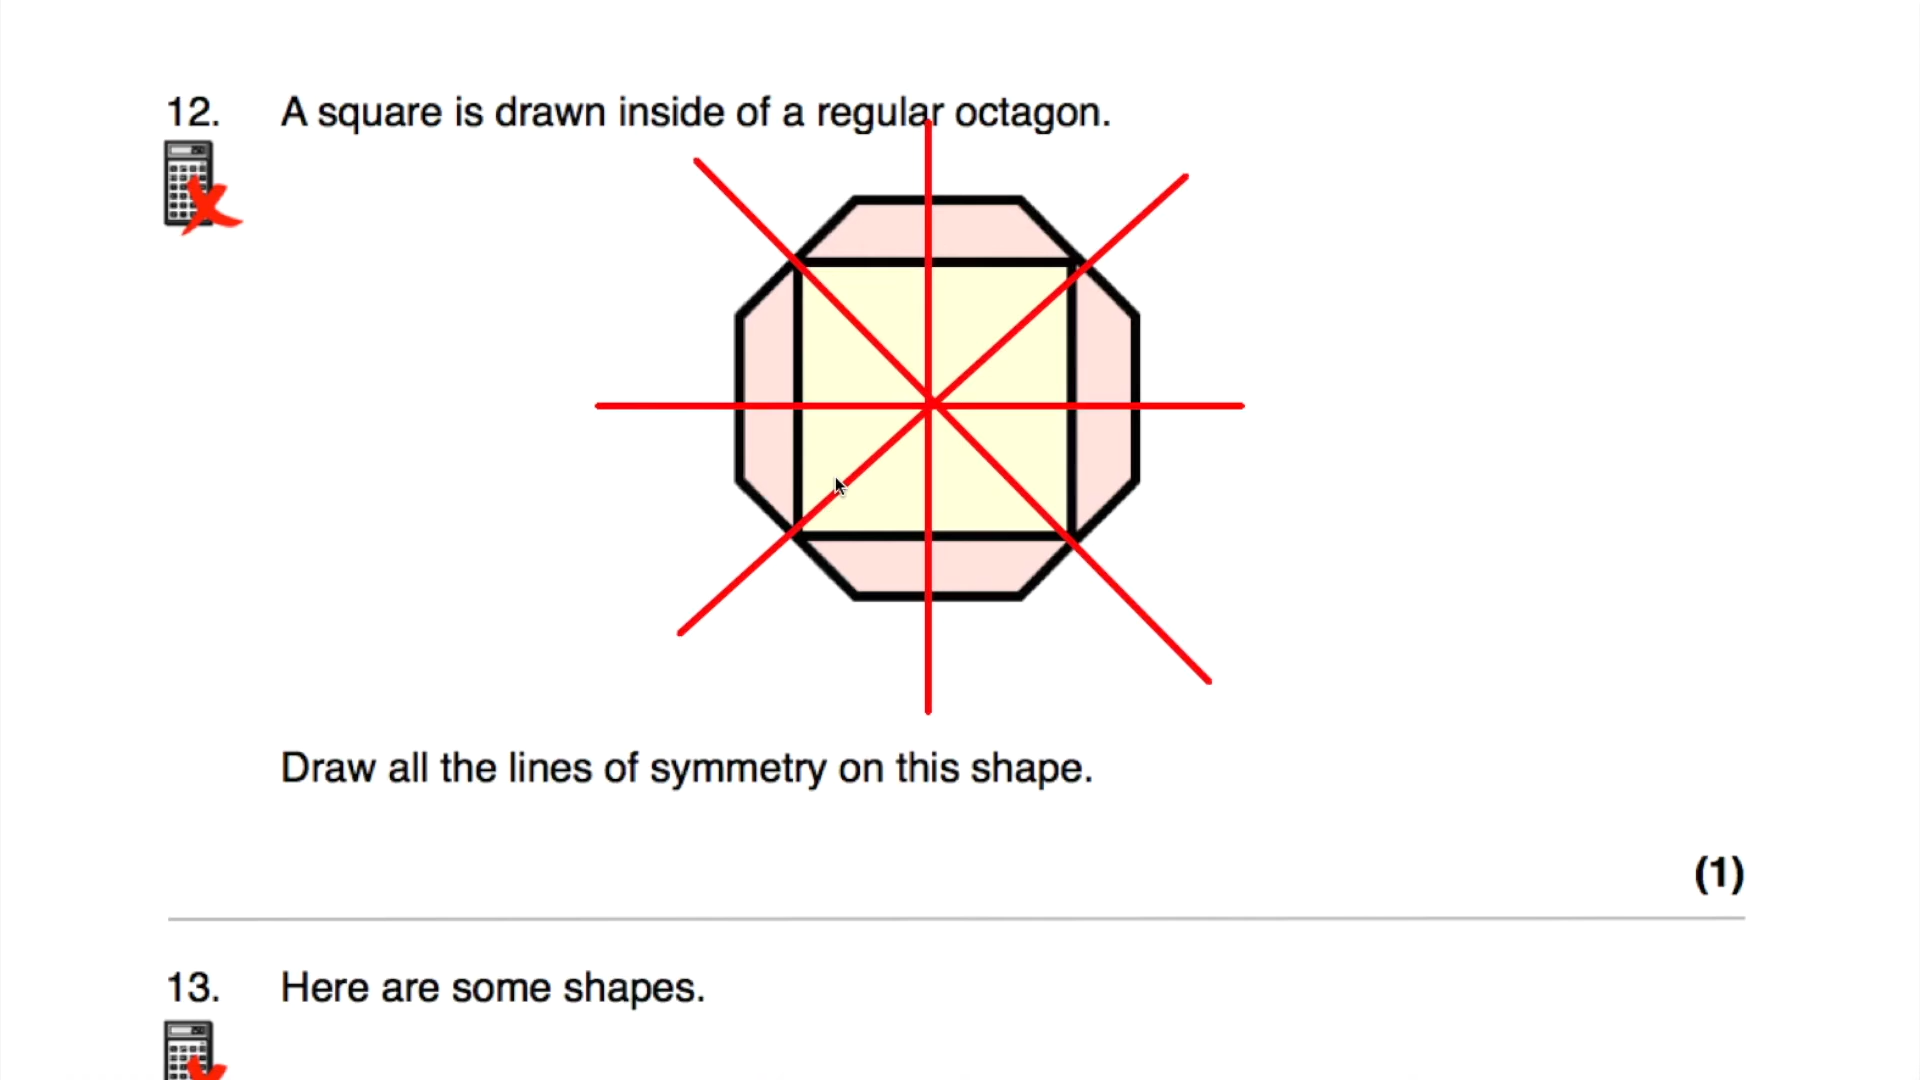 12. A square is drawn inside of a regular octagon.
Draw all the lines of symmetry on this shape.
(1)
13. Here are some shapes.